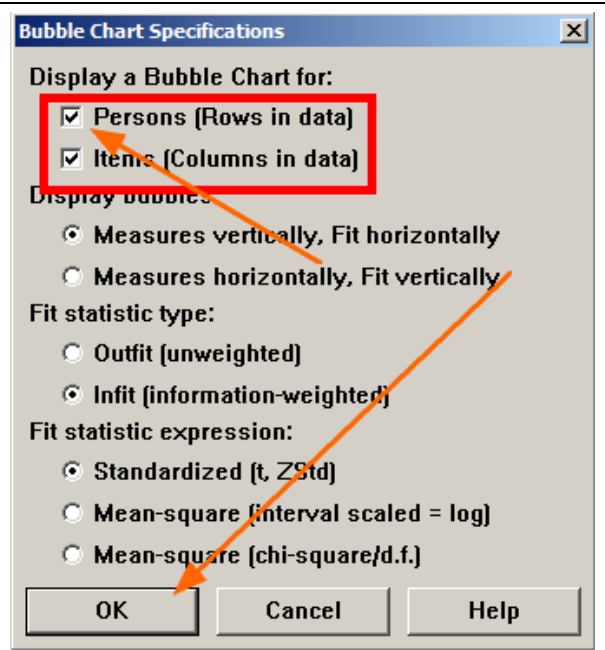 Bubble Chart Specifications
Display a Bubble Chart for:
Persons (Rows in data)
Items (Columns in data)
Display bubbles
Measures vertically, Fit horizontally
Measures horizontally, Fit vertically
Fit statistic type:
Outfit (unweighted)
Infit (information-weighted)
Fit statistic expression:
Standardized (t, ZStd)
Mean-square (interval scaled = log)
Mean-square (chi-square/d.f.)
OK
Cancel
Help